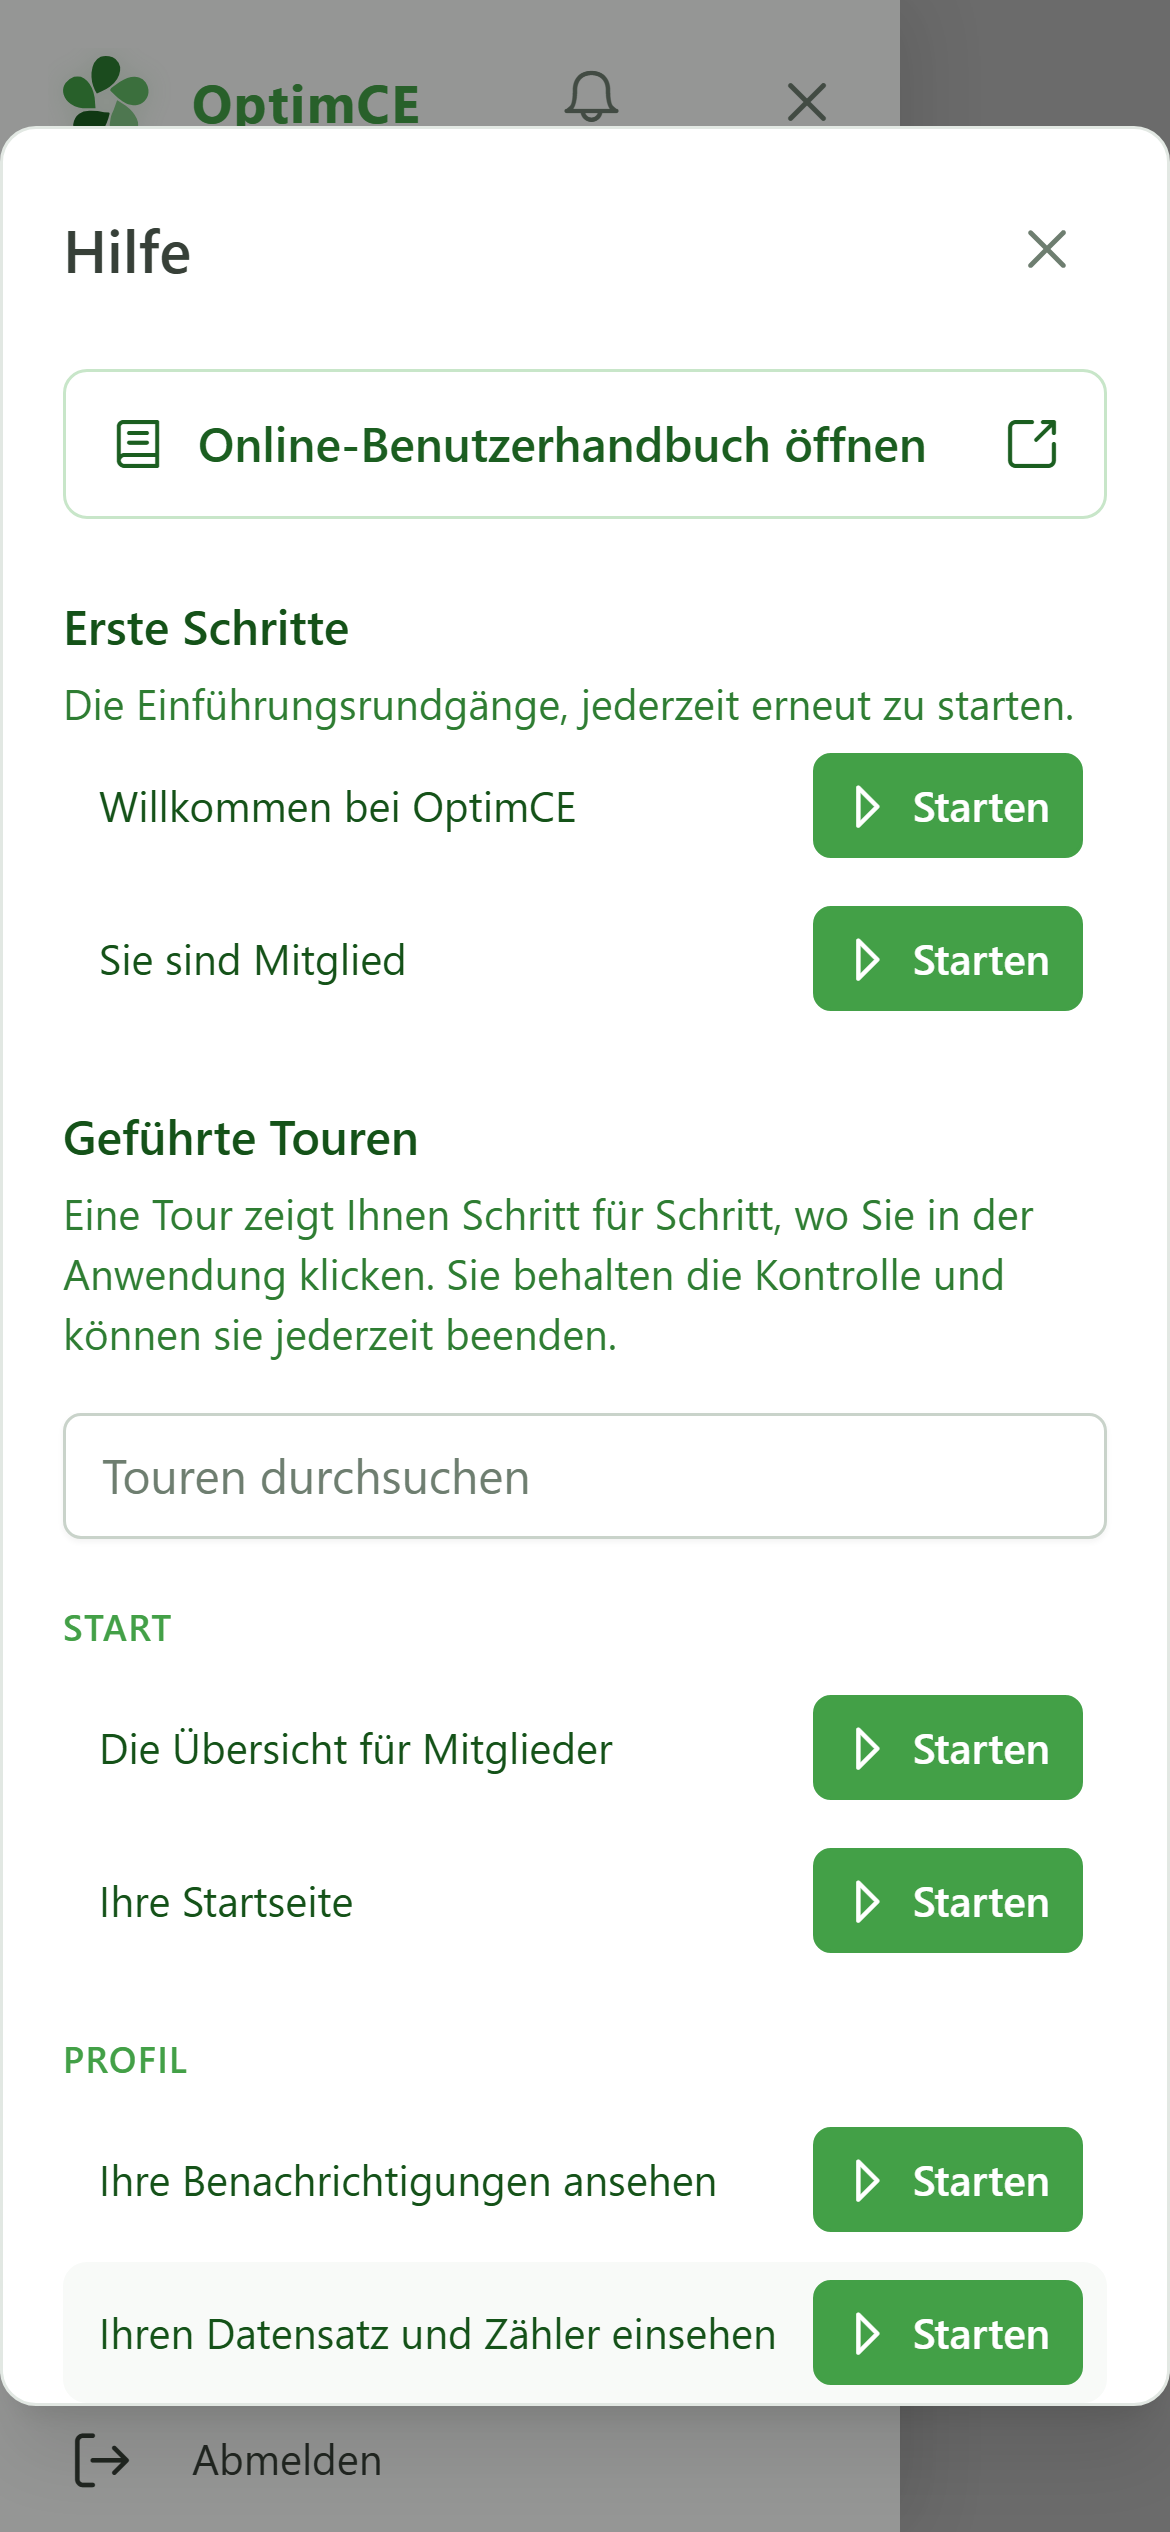 OptimCE
Hilfe
Online-Benutzerhandbuch öffnen
Erste Schritte
Die Einführungsrundgänge, jederzeit erneut zu starten.
Willkommen bei OptimCE
Starten
Sie sind Mitglied
Starten
Geführte Touren
Eine Tour zeigt Ihnen Schritt für Schritt, wo Sie in der
Anwendung klicken. Sie behalten die Kontrolle und
können sie jederzeit beenden.
Touren durchsuchen
START
Die Übersicht für Mitglieder
Starten
Ihre Startseite
Starten
PROFIL
Ihre Benachrichtigungen ansehen
Starten
Ihren Datensatz und Zähler einsehen
Starten
Abmelden